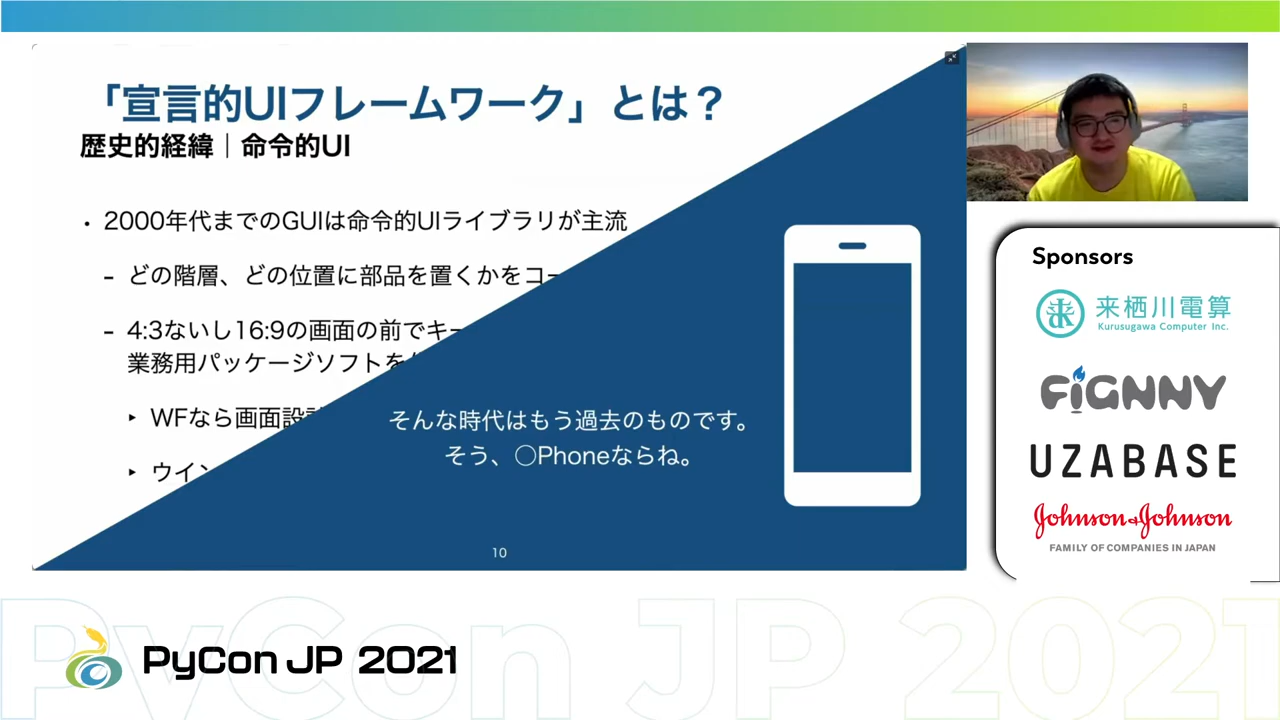 「宣言的UIフレームワーク」とは？
歴史的経緯｜命令的UI
・ 2000年代までのGUIは命令的UIライブラリが主流
- どの階層、どの位置に部品を置くかをコー
- 4:3ないし16:9の画面の前でキー
業務用パッケージソフトを
‣ WFなら画面設計
‣ ウイン
そんな時代はもう過去のものです。
そう、○Phoneならね。
10
Sponsors
来栖川電算
Kurusugawa Computer Inc.
FiGNNY
UZABASE
Johnson&Johnson
FAMILY OF COMPANIES IN JAPAN
PyCon JP 2021
PyCon JP 2021